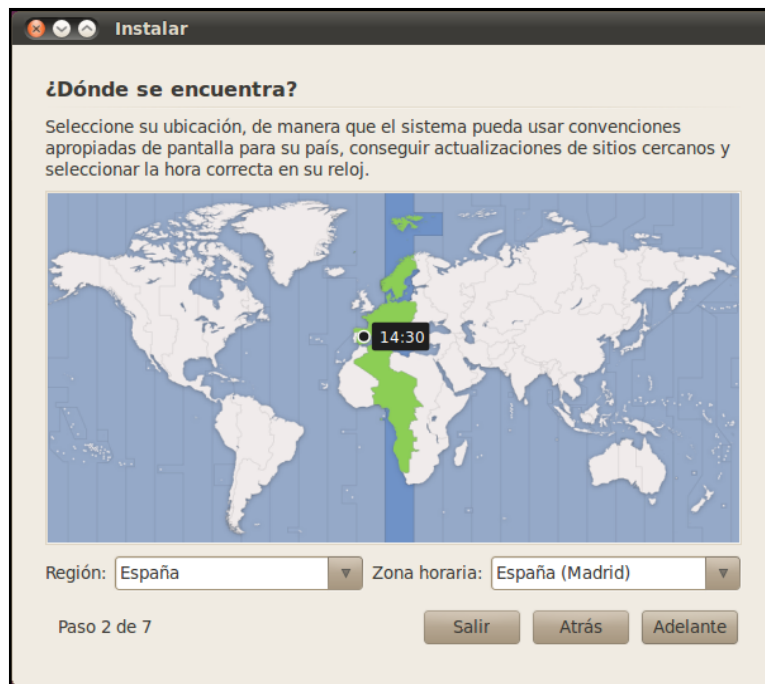 Instalar
¿Dónde se encuentra?
Seleccione su ubicación, de manera que el sistema pueda usar convenciones
apropiadas de pantalla para su país, conseguir actualizaciones de sitios cercanos y
seleccionar la hora correcta en su reloj.
14:30
Región: España Zona horaria: España (Madrid)
Paso 2 de 7 Salir Atrás Adelante